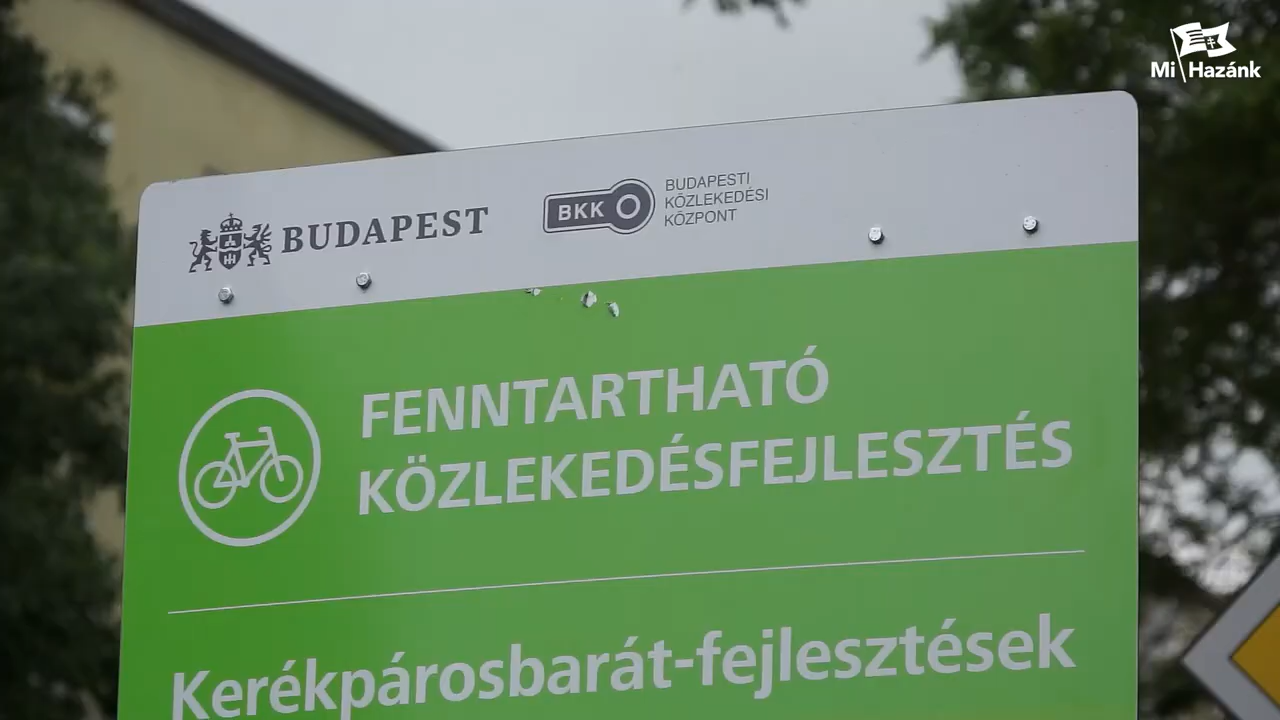 Mi Hazánk
BUDAPEST
BKK
BUDAPESTI
KÖZLEKEDÉSI
KÖZPONT
FENNTARTHATÓ
KÖZLEKEDÉSFEJLESZTÉS
Kerékpárosbarát-fejlesztések